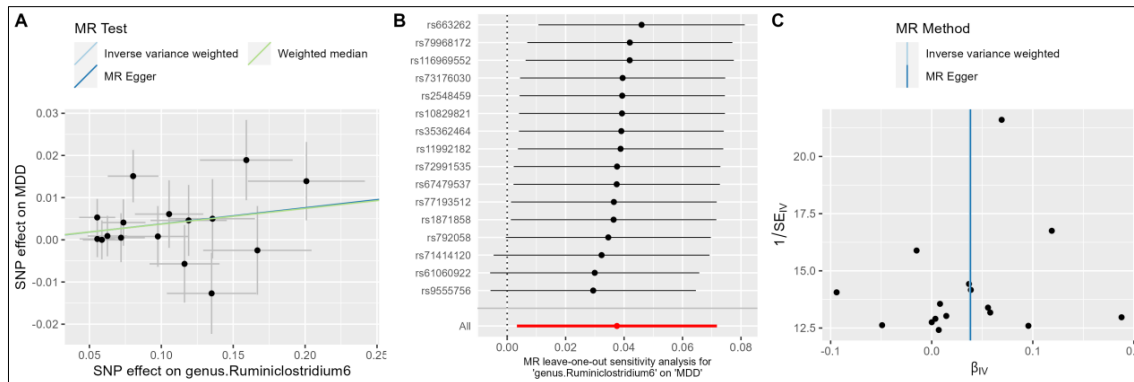 A
MR Test
Inverse variance weighted
Weighted median
MR Egger
SNP effect on MDD
0.03
0.02
0.01
0.00
-0.01
-0.02
0.05
0.10
0.15
0.20
0.25
SNP effect on genus.Ruminiclostridium6
B
rs663262
rs79968172
rs116969552
rs73176030
rs2548459
rs10829821
rs35362464
rs11992182
rs72991535
rs67479537
rs77193512
rs1871858
rs792058
rs71414120
rs61060922
rs9555756
All
0.00
0.02
0.04
0.06
0.08
MR leave-one-out sensitivity analysis for
'genus.Ruminiclostridium6' on 'MDD'
C
MR Method
Inverse variance weighted
MR Egger
1/SE_IV
20.0
17.5
15.0
12.5
-0.1
0.0
0.1
β_IV